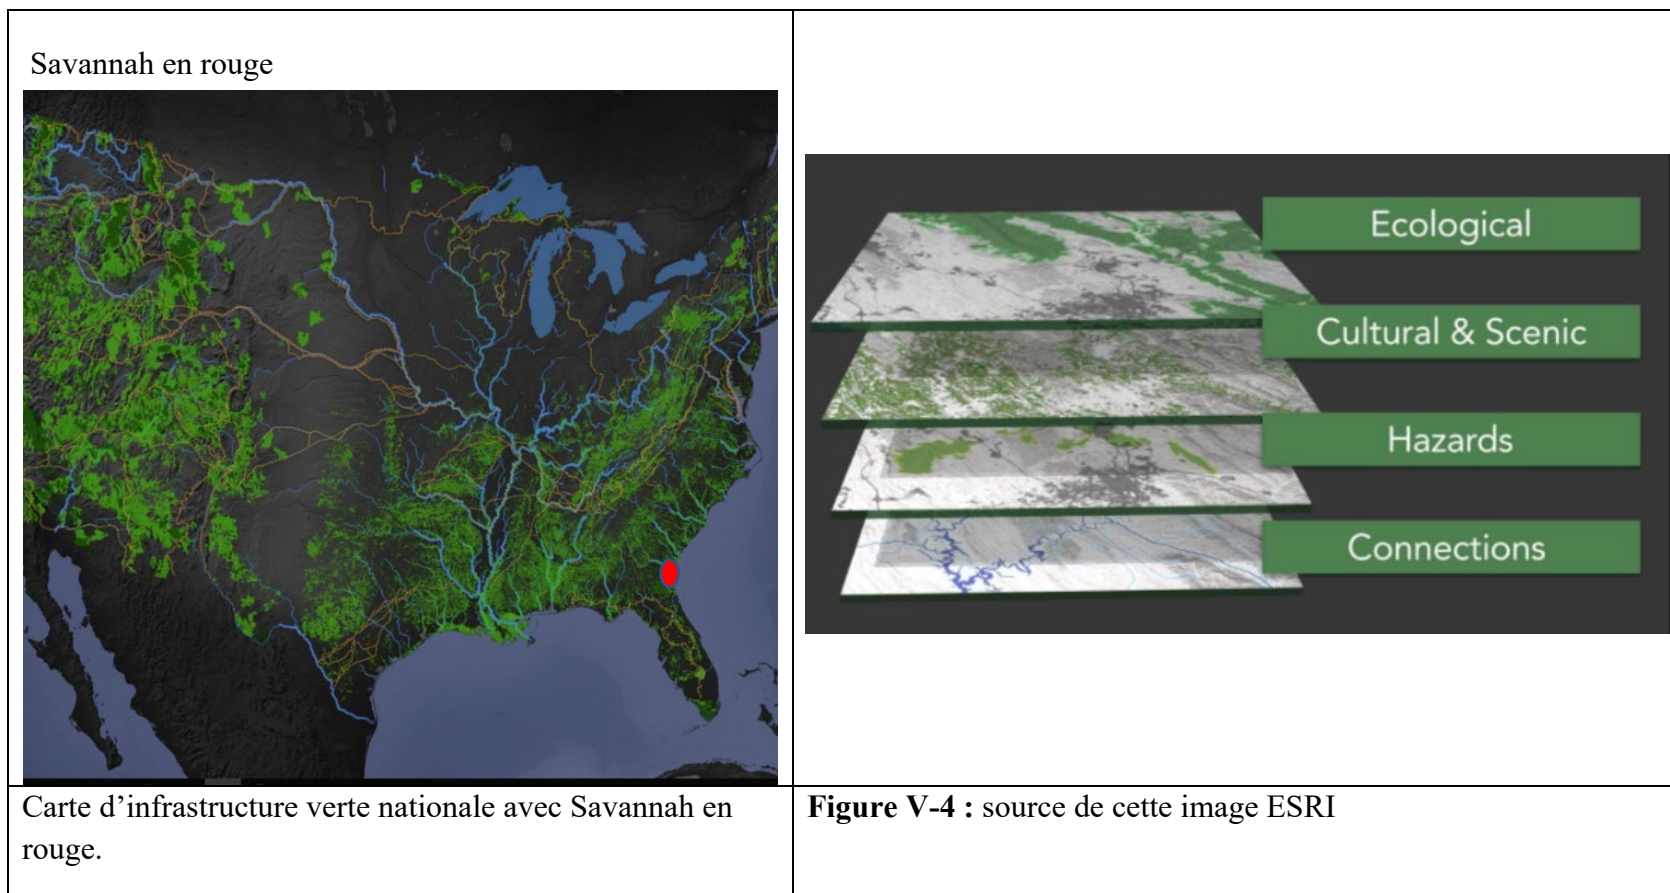 Savannah en rouge
Ecological
Cultural & Scenic
Hazards
Connections
Carte d’infrastructure verte nationale avec Savannah en
rouge.
Figure V-4 : source de cette image ESRI